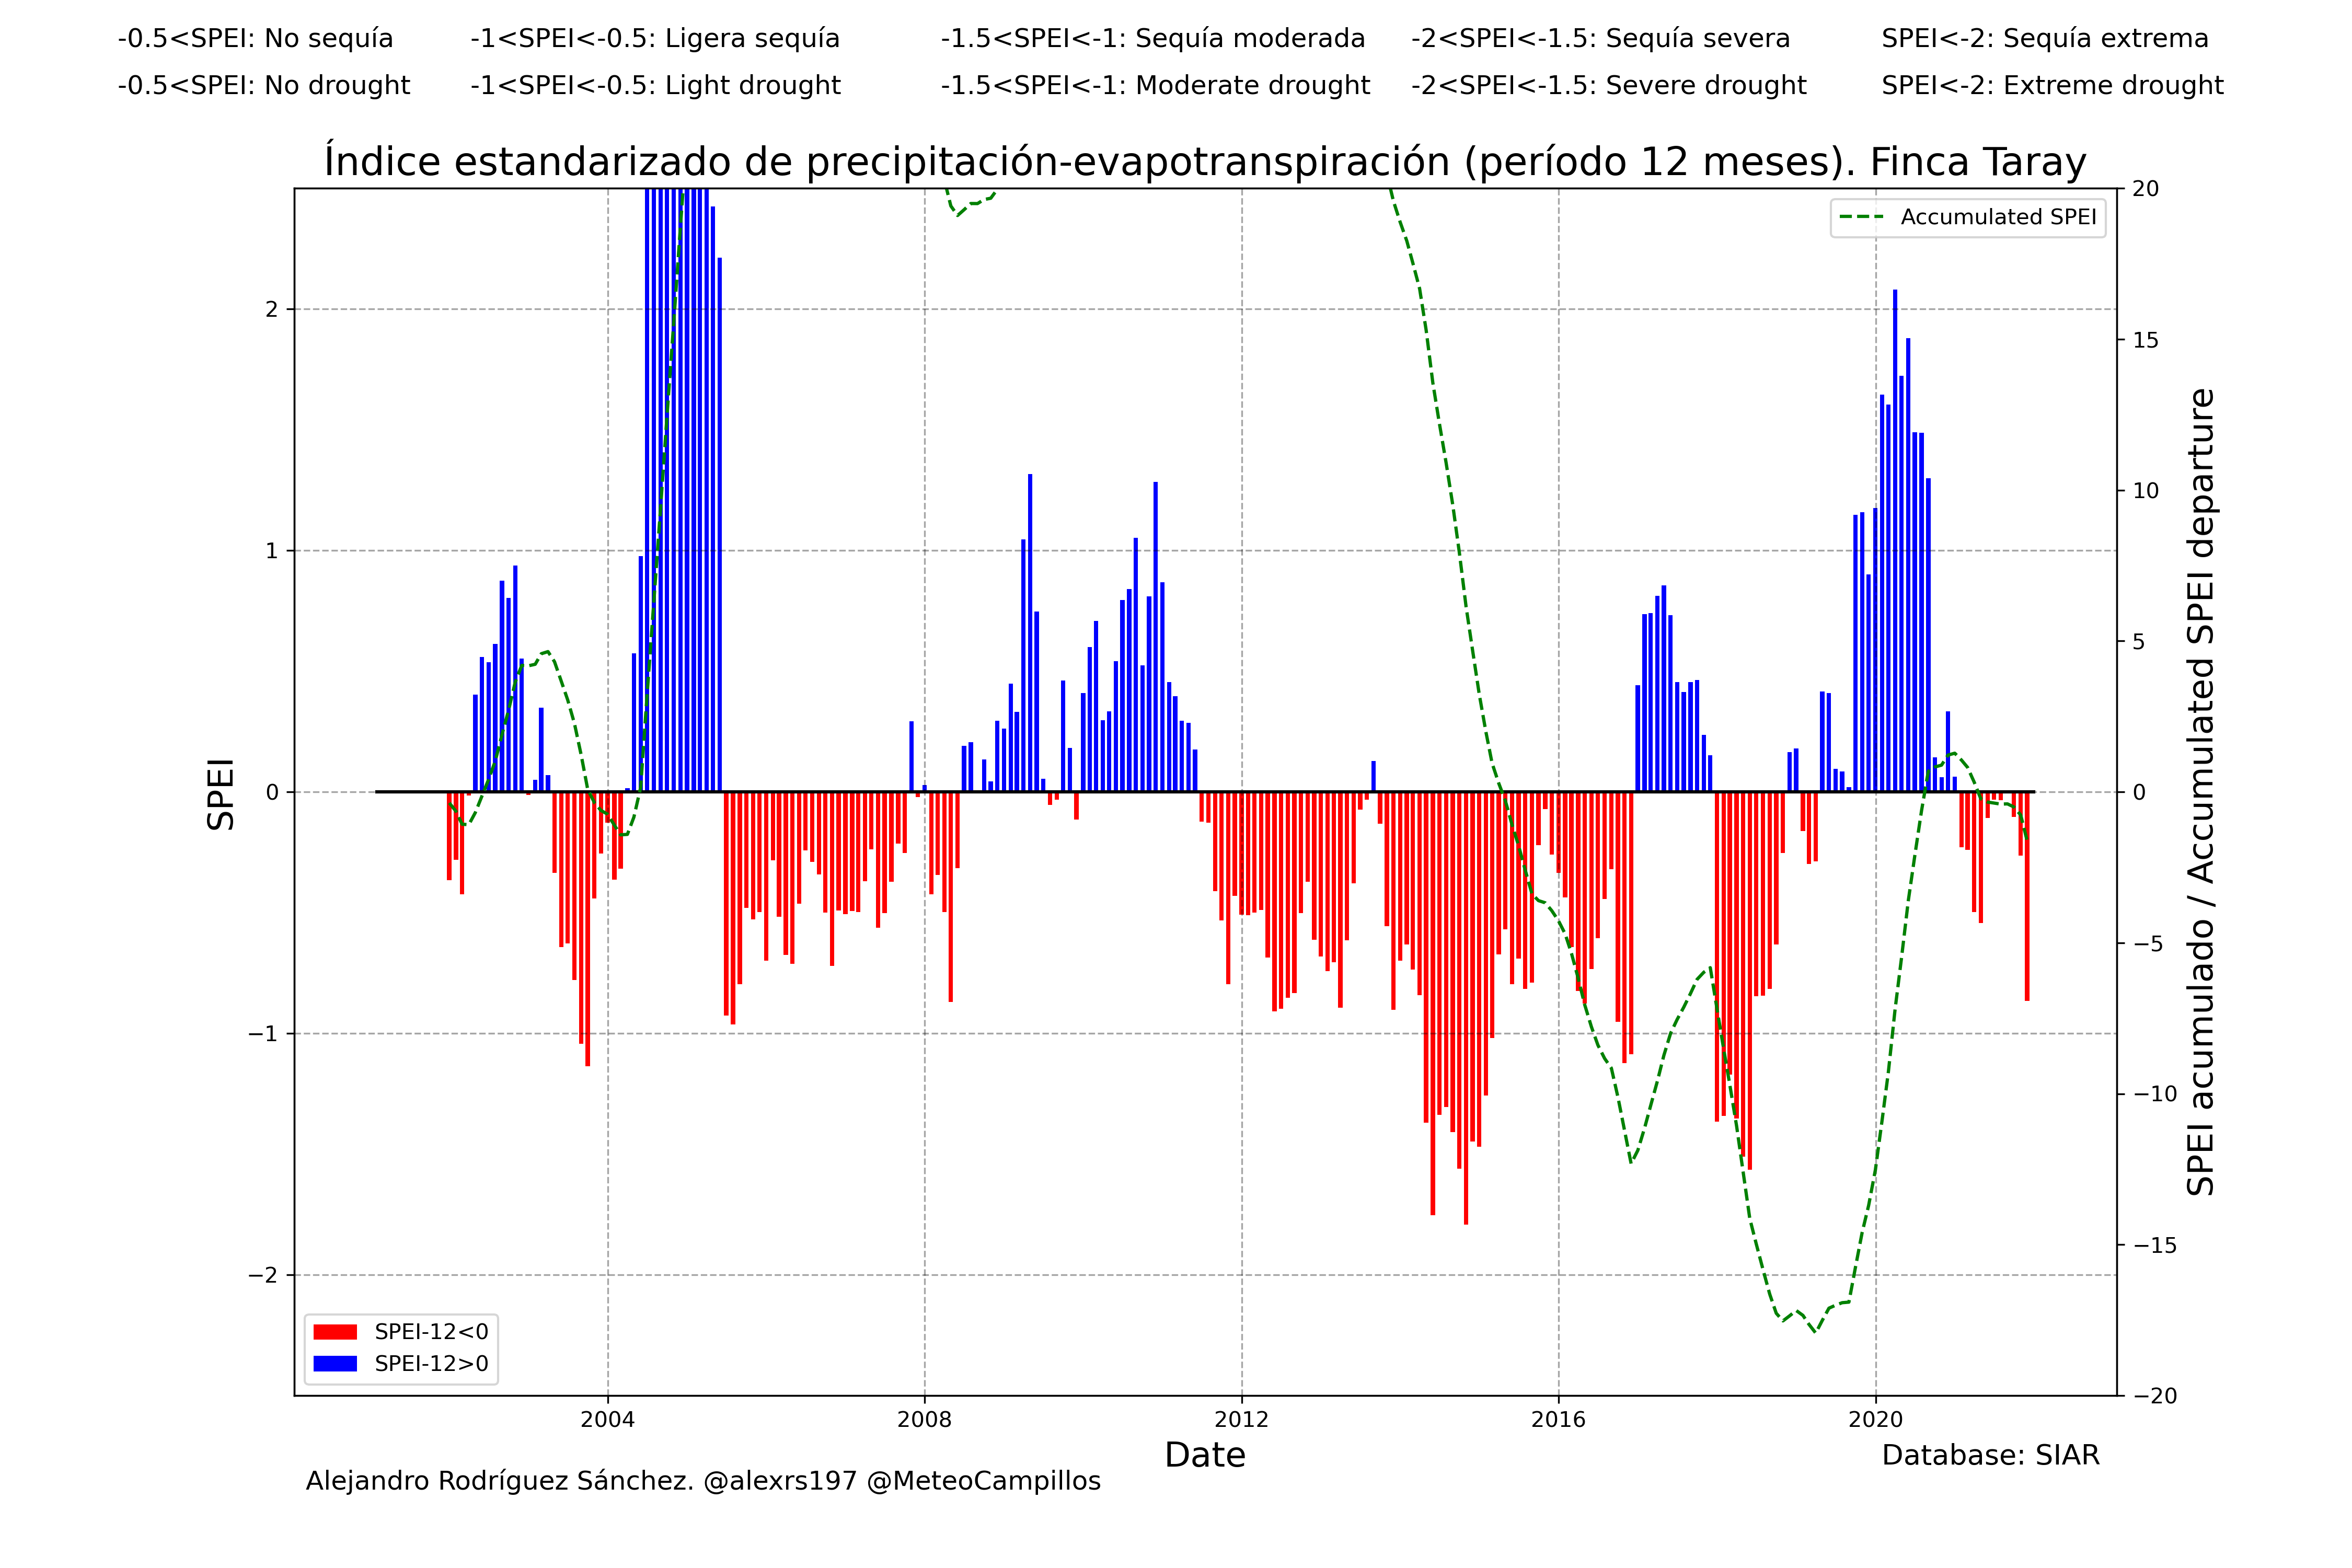 -0.5<SPEI: No sequía -1<SPEI<-0.5: Ligera sequía -1.5<SPEI<-1: Sequía moderada -2<SPEI<-1.5: Sequía severa SPEI<-2: Sequía extrema
-0.5<SPEI: No drought -1<SPEI<-0.5: Light drought -1.5<SPEI<-1: Moderate drought -2<SPEI<-1.5: Severe drought SPEI<-2: Extreme drought
Índice estandarizado de precipitación-evapotranspiración (período 12 meses). Finca Taray
SPEI
2
1
0
−1
−2
Accumulated SPEI
20
15
10
5
0
−5
−10
−15
−20
SPEI acumulado / Accumulated SPEI departure
SPEI-12<0
SPEI-12>0
2004 2008 2012 2016 2020
Date
Database: SIAR
Alejandro Rodríguez Sánchez. @alexrs197 @MeteoCampillos